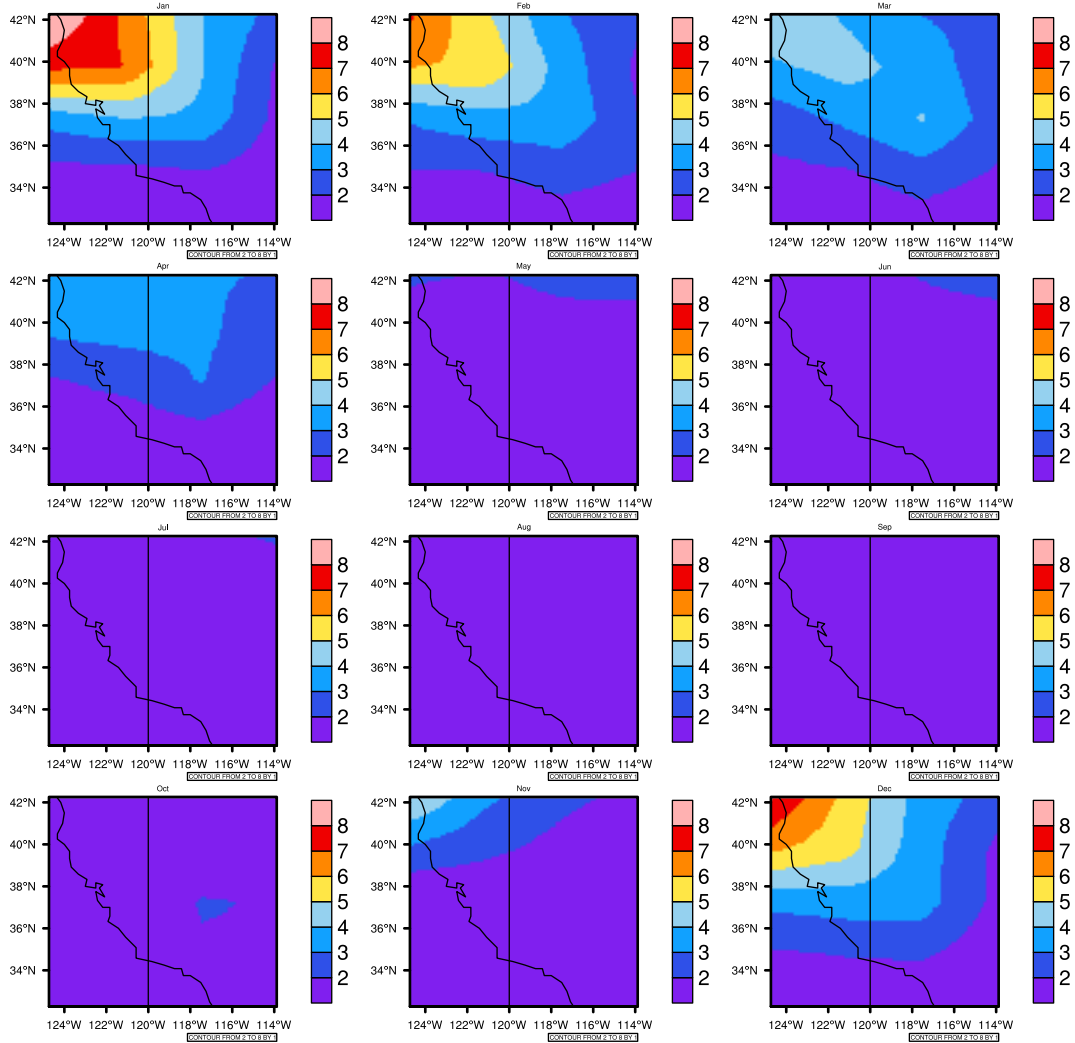 Jan Feb Mar
42°N 8 42°N 8 42°N 8
40°N 7 40°N 7 40°N 7
6 6 6
38°N 5 38°N 5 38°N 5
4 4 4
36°N 3 36°N 3 36°N 3
34°N 2 34°N 2 34°N 2
124°W 122°W 120°W 118°W 116°W 114°W 124°W 122°W 120°W 118°W 116°W 114°W 124°W 122°W 120°W 118°W 116°W 114°W
CONTOUR FROM 2 TO 8 BY 1 CONTOUR FROM 2 TO 8 BY 1 CONTOUR FROM 2 TO 8 BY 1
Apr May Jun
42°N 8 42°N 8 42°N 8
40°N 7 40°N 7 40°N 7
6 6 6
38°N 5 38°N 5 38°N 5
4 4 4
36°N 3 36°N 3 36°N 3
34°N 2 34°N 2 34°N 2
124°W 122°W 120°W 118°W 116°W 114°W 124°W 122°W 120°W 118°W 116°W 114°W 124°W 122°W 120°W 118°W 116°W 114°W
CONTOUR FROM 2 TO 8 BY 1 CONTOUR FROM 2 TO 8 BY 1 CONTOUR FROM 2 TO 8 BY 1
Jul Aug Sep
42°N 8 42°N 8 42°N 8
40°N 7 40°N 7 40°N 7
6 6 6
38°N 5 38°N 5 38°N 5
4 4 4
36°N 3 36°N 3 36°N 3
34°N 2 34°N 2 34°N 2
124°W 122°W 120°W 118°W 116°W 114°W 124°W 122°W 120°W 118°W 116°W 114°W 124°W 122°W 120°W 118°W 116°W 114°W
CONTOUR FROM 2 TO 8 BY 1 CONTOUR FROM 2 TO 8 BY 1 CONTOUR FROM 2 TO 8 BY 1
Oct Nov Dec
42°N 8 42°N 8 42°N 8
40°N 7 40°N 7 40°N 7
6 6 6
38°N 5 38°N 5 38°N 5
4 4 4
36°N 3 36°N 3 36°N 3
34°N 2 34°N 2 34°N 2
124°W 122°W 120°W 118°W 116°W 114°W 124°W 122°W 120°W 118°W 116°W 114°W 124°W 122°W 120°W 118°W 116°W 114°W
CONTOUR FROM 2 TO 8 BY 1 CONTOUR FROM 2 TO 8 BY 1 CONTOUR FROM 2 TO 8 BY 1